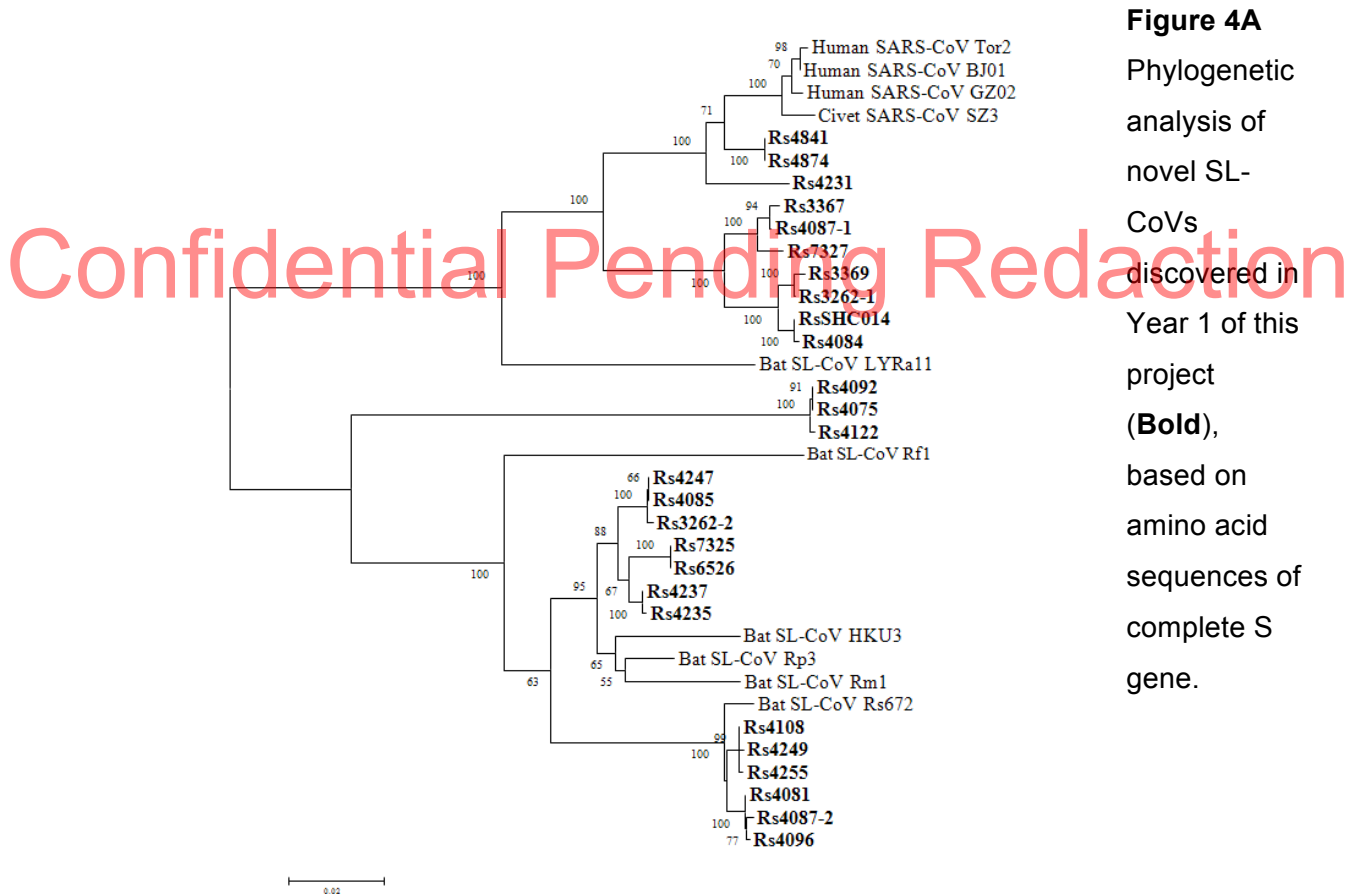 98
Human SARS-CoV Tor2
70
Human SARS-CoV BJ01
100
Human SARS-CoV GZ02
Civet SARS-CoV SZ3
71
100
Rs4841
100
Rs4874
Rs4231
100
94
Rs3367
100
Rs4087-1
Rs7327
100
100
Rs3369
Rs3262-1
100
RsSHC014
100
Rs4084
100
Bat SL-CoV LYRa11
91
Rs4092
100
Rs4075
Rs4122
Bat SL-CoV Rf1
66
Rs4247
100
Rs4085
Rs3262-2
88
100
Rs7325
Rs6526
100
95
67
Rs4237
100
Rs4235
Bat SL-CoV HKU3
65
Bat SL-CoV Rp3
55
Bat SL-CoV Rm1
63
Bat SL-CoV Rs672
Rs4108
99
100
Rs4249
Rs4255
Rs4081
100
Rs4087-2
77
Rs4096
0.02
Confidential Pending Redaction
Figure 4A
Phylogenetic
analysis of
novel SL-
CoVs
discovered in
Year 1 of this
project
(Bold),
based on
amino acid
sequences of
complete S
gene.